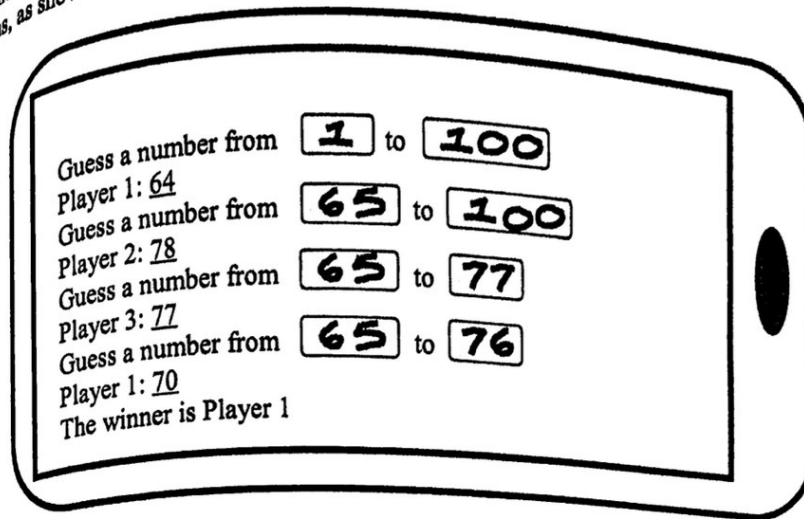 Guess a number from 1 to 100
Player 1: 64
Guess a number from 65 to 100
Player 2: 78
Guess a number from 65 to 77
Player 3: 77
Guess a number from 65 to 76
Player 1: 70
The winner is Player 1